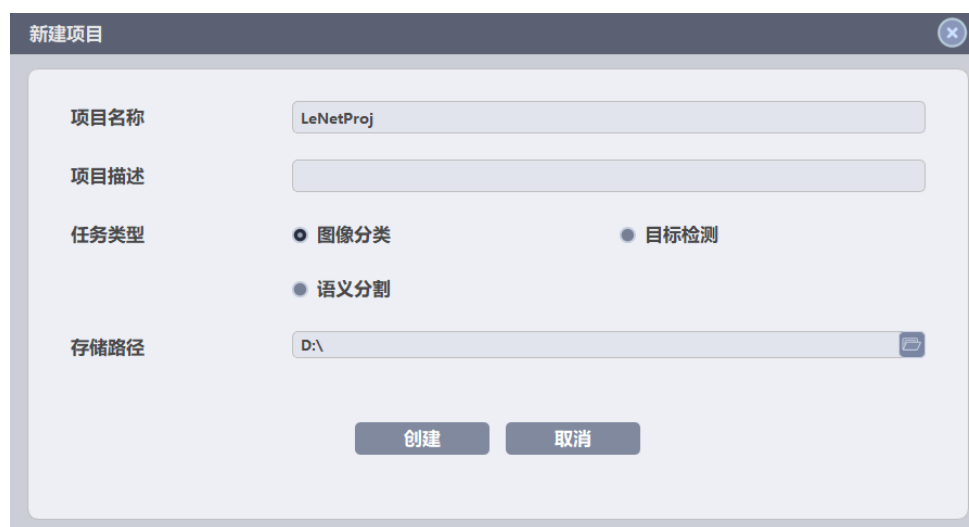 新建项目
项目名称 LeNetProj
项目描述
任务类型 图像分类 目标检测
语义分割
存储路径 D:\
创建 取消